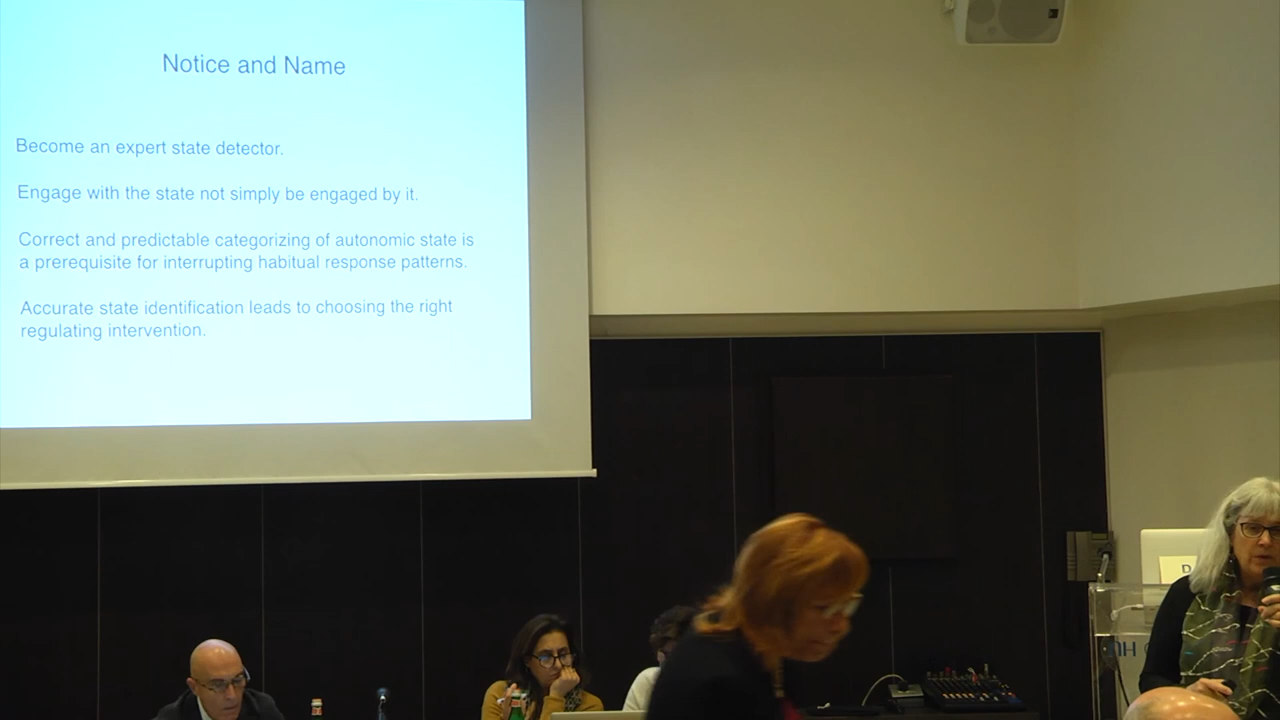 Notice and Name
Become an expert state detector.
Engage with the state not simply be engaged by it.
Correct and predictable categorizing of autonomic state is
a prerequisite for interrupting habitual response patterns.
Accurate state identification leads to choosing the right
regulating intervention.
NH